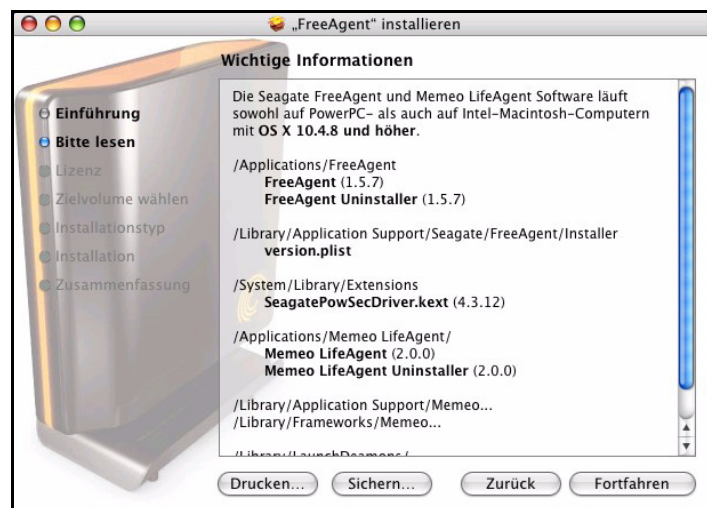 „FreeAgent“ installieren
Wichtige Informationen
Einführung
Bitte lesen
Lizenz
Zielvolume wählen
Installationstyp
Installation
Zusammenfassung
Die Seagate FreeAgent und Memeo LifeAgent Software läuft
sowohl auf PowerPC- als auch auf Intel-Macintosh-Computern
mit OS X 10.4.8 und höher.
/Applications/FreeAgent
FreeAgent (1.5.7)
FreeAgent Uninstaller (1.5.7)
/Library/Application Support/Seagate/FreeAgent/Installer
version.plist
/System/Library/Extensions
SeagatePowSecDriver.kext (4.3.12)
/Applications/Memeo LifeAgent/
Memeo LifeAgent (2.0.0)
Memeo LifeAgent Uninstaller (2.0.0)
/Library/Application Support/Memeo...
/Library/Frameworks/Memeo...
/Library/LaunchDeamons/
Drucken...
Sichern...
Zurück
Fortfahren